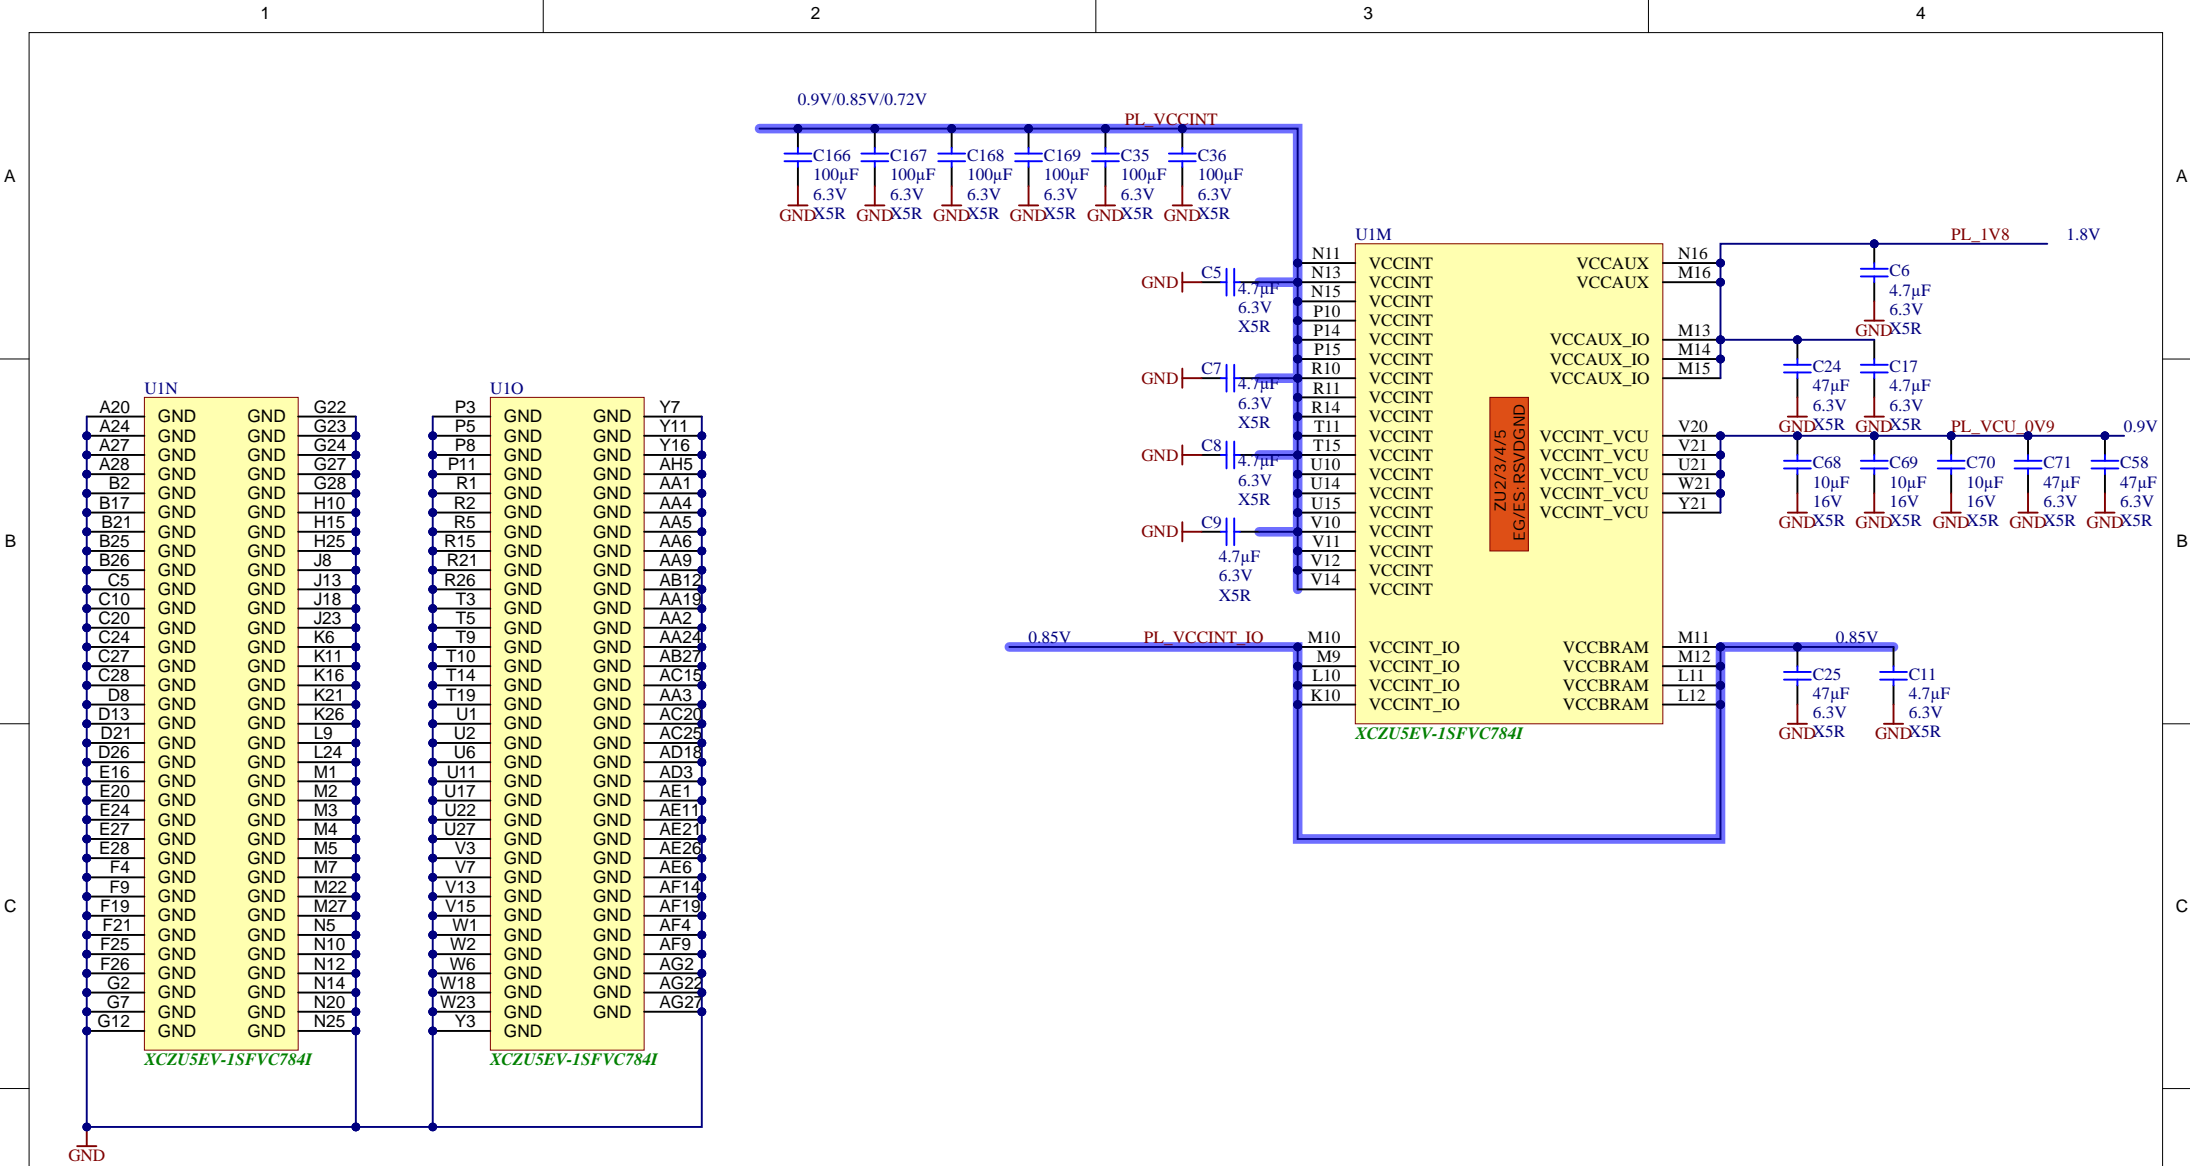 1 2 3 4
A A
B B
C C
0.9V/0.85V/0.72V
PL_VCCINT
C166 C167 C168 C169 C35 C36
100µF 100µF 100µF 100µF 100µF 100µF
6.3V 6.3V 6.3V 6.3V 6.3V 6.3V
GND X5R GND X5R GND X5R GND X5R GND X5R GND X5R
U1N
A20 GND GND G22
A24 GND GND G23
A27 GND GND G24
A28 GND GND G27
B2 GND GND G28
B17 GND GND H10
B21 GND GND H15
B25 GND GND H25
B26 GND GND J8
C5 GND GND J13
C10 GND GND J18
C20 GND GND J23
C24 GND GND K6
C27 GND GND K11
C28 GND GND K16
D8 GND GND K21
D13 GND GND K26
D21 GND GND L9
D26 GND GND L24
E16 GND GND M1
E20 GND GND M2
E24 GND GND M3
E27 GND GND M4
E28 GND GND M5
F4 GND GND M7
F9 GND GND M22
F19 GND GND M27
F21 GND GND N5
F25 GND GND N10
F26 GND GND N12
G2 GND GND N14
G7 GND GND N20
G12 GND GND N25
XCZU5EV-1SFVC784I
GND
U1O
P3 GND GND Y7
P5 GND GND Y11
P8 GND GND Y16
P11 GND GND AH5
R1 GND GND AA1
R2 GND GND AA4
R5 GND GND AA5
R15 GND GND AA6
R21 GND GND AA9
R26 GND GND AB12
T3 GND GND AA19
T5 GND GND AA2
T9 GND GND AA24
T10 GND GND AB27
T14 GND GND AC15
T19 GND GND AA3
U1 GND GND AC20
U2 GND GND AC25
U6 GND GND AD18
U11 GND GND AD3
U17 GND GND AE1
U22 GND GND AE11
U27 GND GND AE21
V3 GND GND AE26
V7 GND GND AE6
V13 GND GND AF14
V15 GND GND AF19
W1 GND GND AF4
W2 GND GND AF9
W6 GND GND AG2
W18 GND GND AG22
W23 GND GND AG27
Y3 GND
XCZU5EV-1SFVC784I
GND C5
4.7µF
6.3V
X5R
GND C7
4.7µF
6.3V
X5R
GND C8
4.7µF
6.3V
X5R
GND C9
4.7µF
6.3V
X5R
U1M
N11 VCCINT
N13 VCCINT
N15 VCCINT
P10 VCCINT
P14 VCCINT
P15 VCCINT
R10 VCCINT
R11 VCCINT
R14 VCCINT
T11 VCCINT
T15 VCCINT
U10 VCCINT
U14 VCCINT
U15 VCCINT
V10 VCCINT
V11 VCCINT
V12 VCCINT
V14 VCCINT
0.85V PL_VCCINT_IO
M10 VCCINT_IO
M9 VCCINT_IO
L10 VCCINT_IO
K10 VCCINT_IO
ZU2/3/4/5
EG/ES:RSVDGND
VCCAUX N16
VCCAUX M16
VCCAUX_IO M13
VCCAUX_IO M14
VCCAUX_IO M15
VCCINT_VCU V20
VCCINT_VCU V21
VCCINT_VCU U21
VCCINT_VCU W21
VCCINT_VCU Y21
VCCBRAM M11
VCCBRAM M12
VCCBRAM L11
VCCBRAM L12
XCZU5EV-1SFVC784I
PL_1V8 1.8V
C6
4.7µF
6.3V
GND X5R
C24 C17
47µF 4.7µF
6.3V 6.3V
GND X5R GND X5R
PL_VCU_0V9 0.9V
C68 C69 C70 C71 C58
10µF 10µF 10µF 47µF 47µF
16V 16V 16V 6.3V 6.3V
GND X5R GND X5R GND X5R GND X5R GND X5R
0.85V
C25 C11
47µF 4.7µF
6.3V 6.3V
GND X5R GND X5R